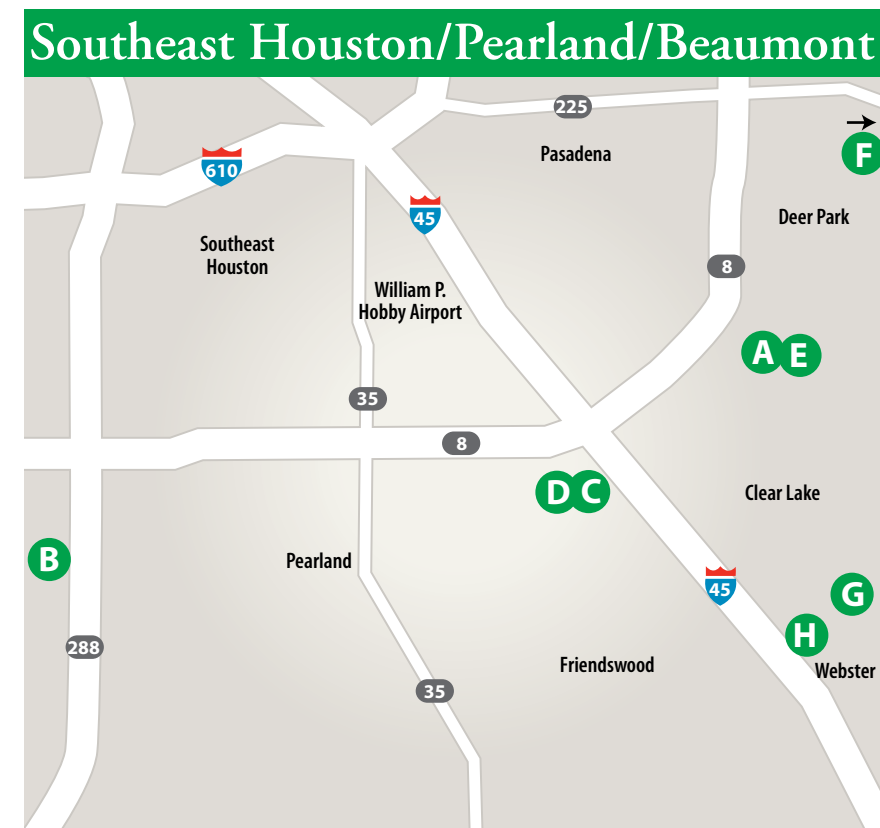 Southeast Houston/Pearland/Beaumont
225
Pasadena
F
610
45
Deer Park
Southeast
Houston
8
William P.
Hobby Airport
A E
35
8
D C
Clear Lake
B
Pearland
45
G
H
288
Friendswood
Webster
35